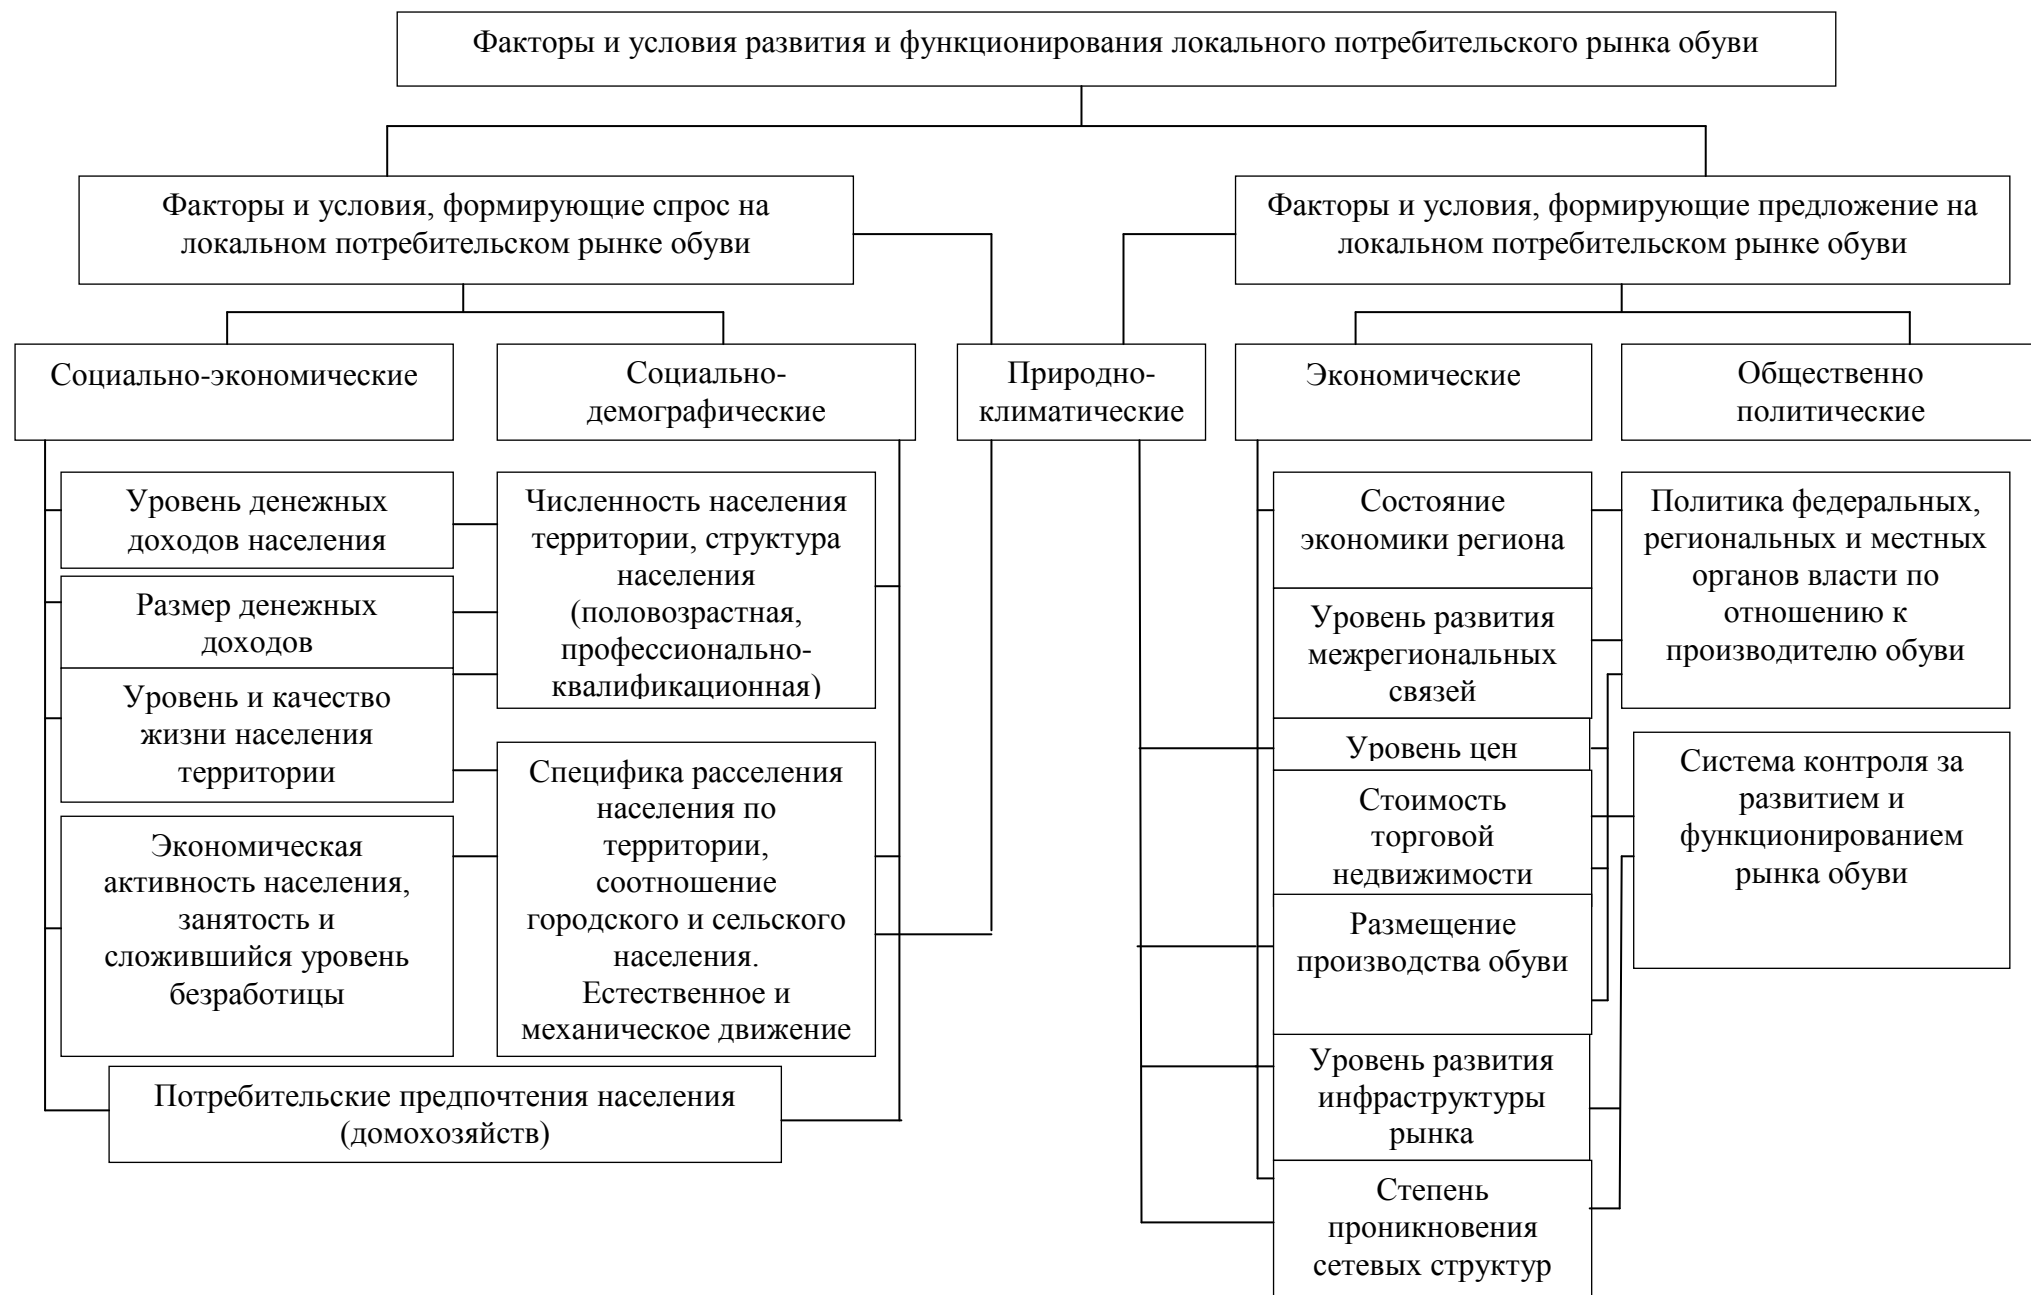 Факторы и условия развития и функционирования локального потребительского рынка обуви
Факторы и условия, формирующие спрос на
локальном потребительском рынке обуви
Факторы и условия, формирующие предложение на
локальном потребительском рынке обуви
Социально-экономические
Социально-
демографические
Природно-
климатические
Экономические
Общественно
политические
Уровень денежных
доходов населения
Размер денежных
доходов
Уровень и качество
жизни населения
территории
Экономическая
активность населения,
занятость и
сложившийся уровень
безработицы
Численность населения
территории, структура
населения
(половозрастная,
профессионально-
квалификационная)
Специфика расселения
населения по
территории,
соотношение
городского и сельского
населения.
Естественное и
механическое движение
Потребительские предпочтения населения
(домохозяйств)
Состояние
экономики региона
Уровень развития
межрегиональных
связей
Уровень цен
Стоимость
торговой
недвижимости
Размещение
производства обуви
Уровень развития
инфраструктуры
рынка
Степень
проникновения
сетевых структур
Политика федеральных,
региональных и местных
органов власти по
отношению к
производителю обуви
Система контроля за
развитием и
функционированием
рынка обуви